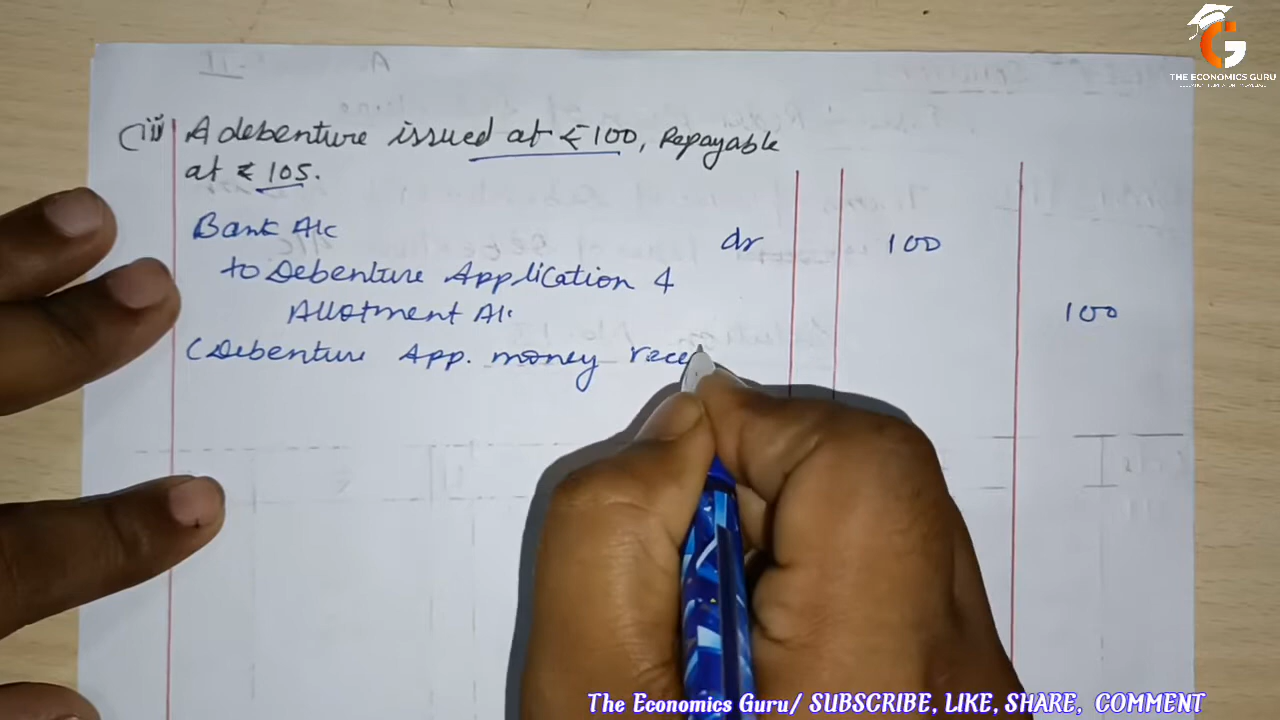 THE ECONOMICS GURU
(iii) A debenture issued at ₹100, Repayable
at ₹ 105.
Bank A/c dr 100
to Debenture Application &
Allotment A/c 100
(Debenture App. money rece
The Economics Guru/ SUBSCRIBE, LIKE, SHARE, COMMENT